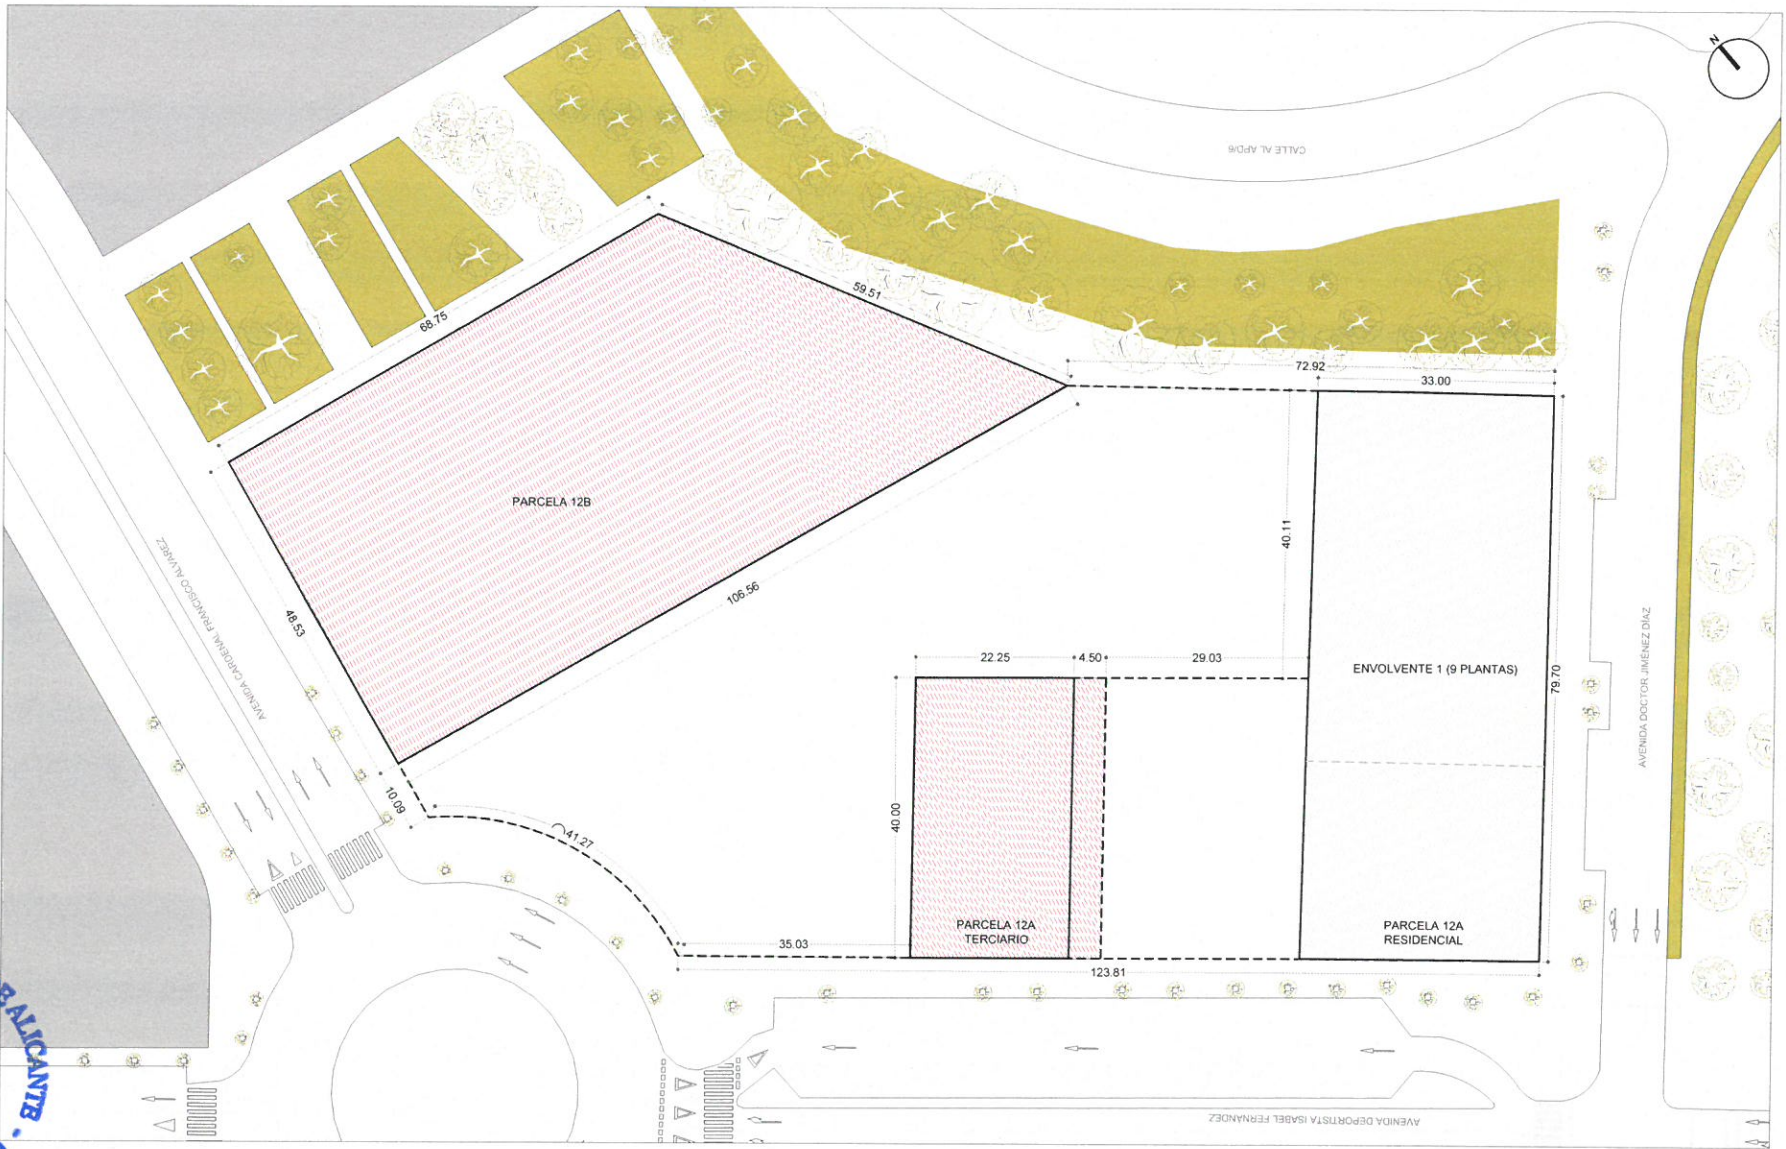 N
CALLE AL APD/6
59.51
68.75
72.92
33.00
PARCELA 12B
40.11
AVENIDA CARDENAL FRANCISCO ALVAREZ
106.56
48.53
22.25
4.50
29.03
ENVOLVENTE 1 (9 PLANTAS)
79.70
AVENIDA DOCTOR JIMÉNEZ DÍAZ
10.09
41.27
40.00
PARCELA 12A
TERCIARIO
PARCELA 12A
RESIDENCIAL
35.03
123.81
ALICANTE
AVENIDA DEPORTISTA ISABEL FERNÁNDEZ